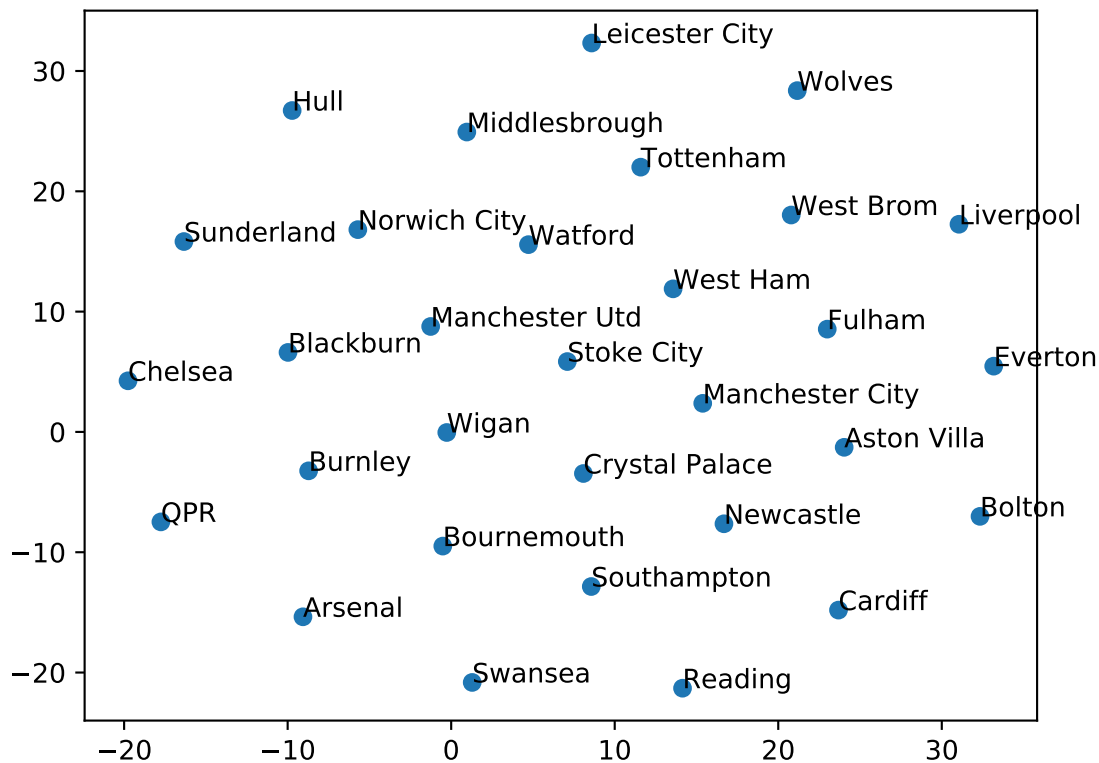 Leicester City
30
Wolves
Hull
Middlesbrough
Tottenham
20
West Brom
Liverpool
Norwich City
Sunderland
Watford
West Ham
10
Manchester Utd
Fulham
Blackburn
Stoke City
Everton
Chelsea
Manchester City
0
Wigan
Aston Villa
Burnley
Crystal Palace
QPR
Newcastle
Bolton
−10
Bournemouth
Southampton
Arsenal
Cardiff
−20
Swansea
Reading
−20 −10 0 10 20 30